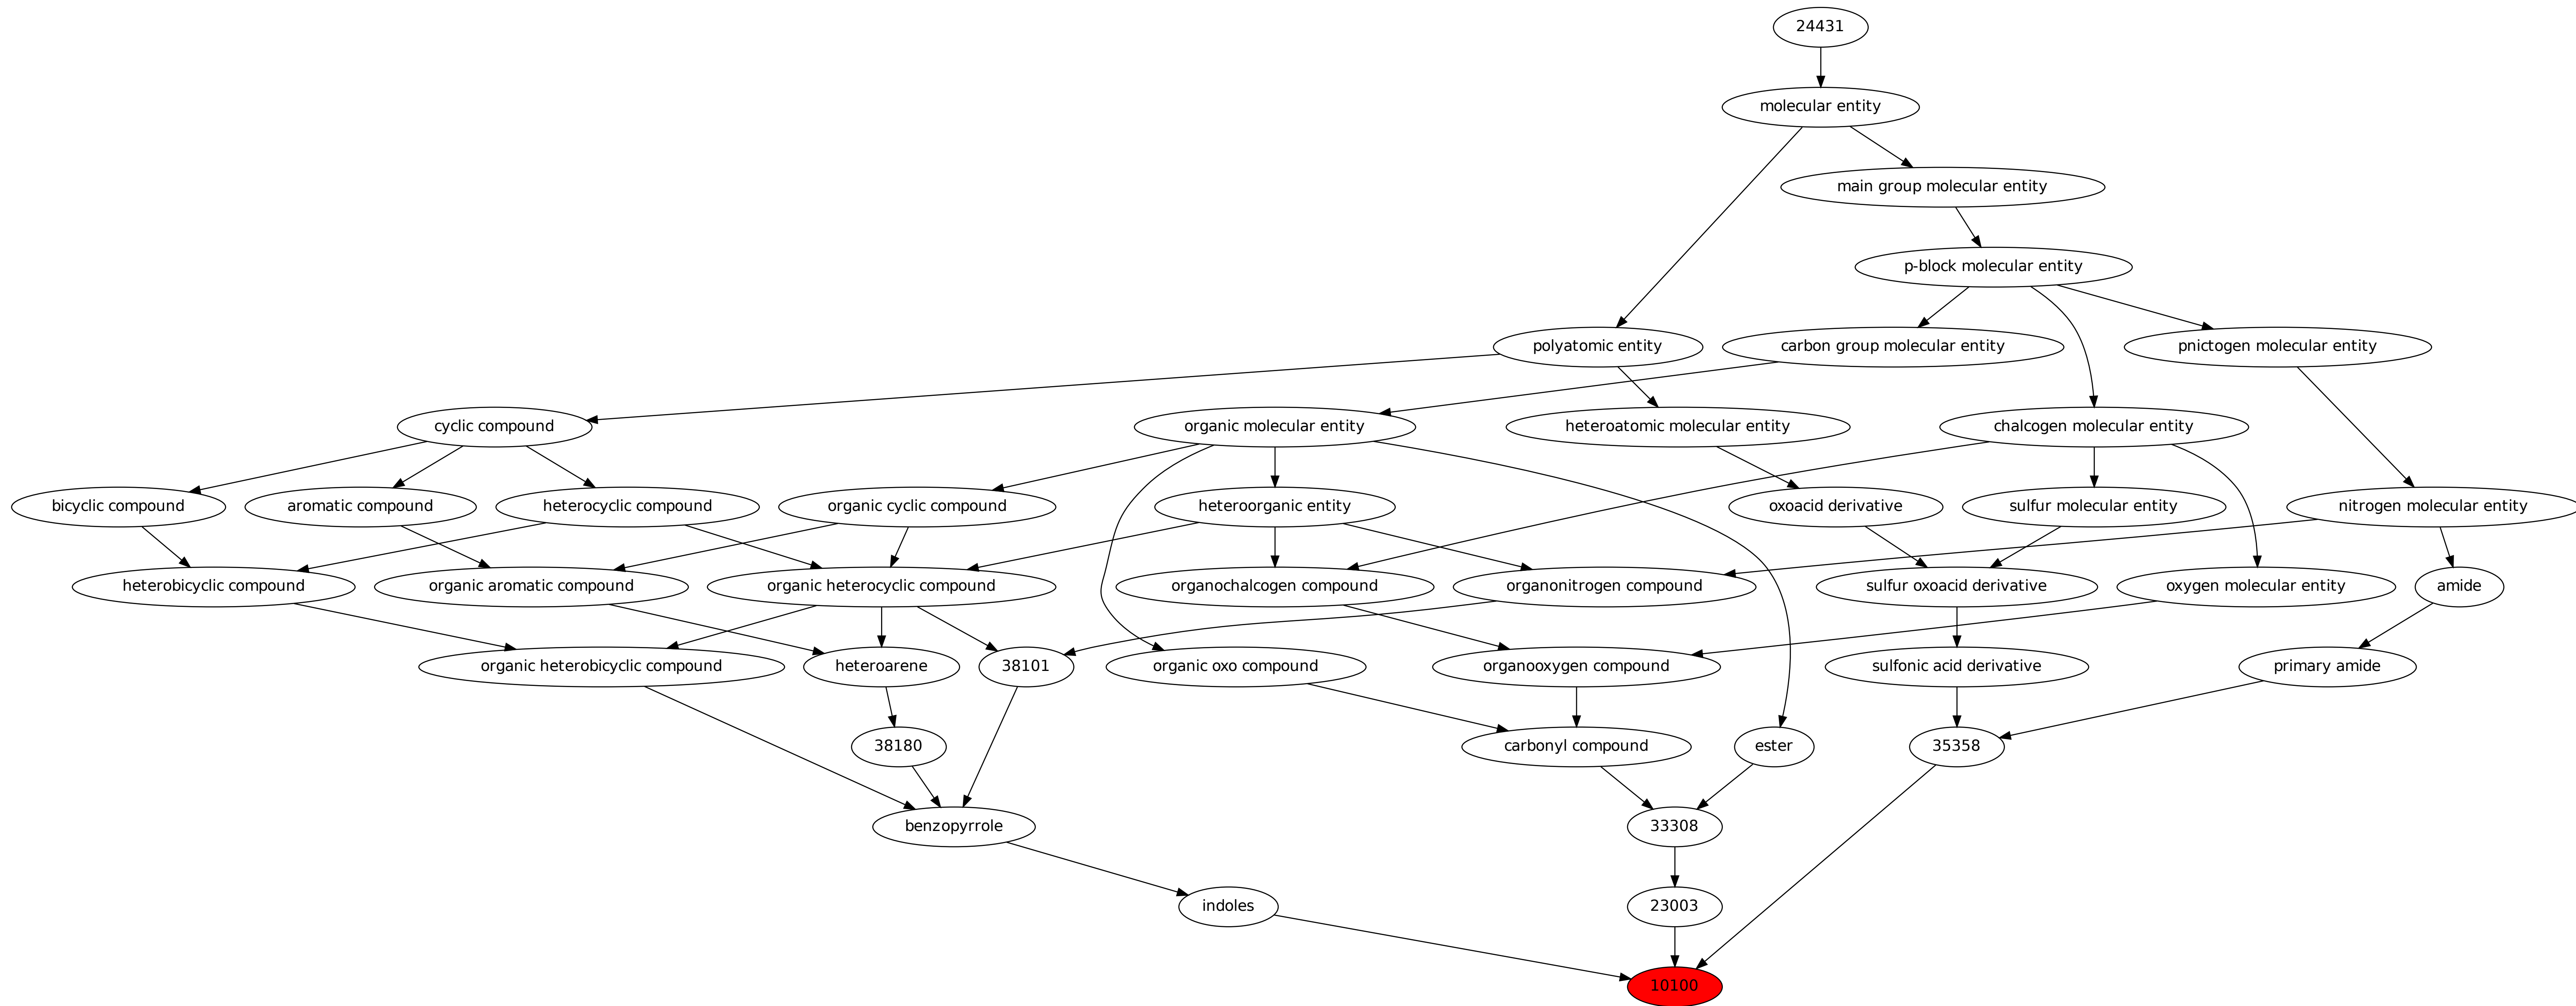 24431
molecular entity
main group molecular entity
p-block molecular entity
polyatomic entity
carbon group molecular entity
pnictogen molecular entity
cyclic compound
organic molecular entity
heteroatomic molecular entity
chalcogen molecular entity
bicyclic compound
aromatic compound
heterocyclic compound
organic cyclic compound
heteroorganic entity
oxoacid derivative
sulfur molecular entity
nitrogen molecular entity
heterobicyclic compound
organic aromatic compound
organic heterocyclic compound
organochalcogen compound
organonitrogen compound
sulfur oxoacid derivative
oxygen molecular entity
amide
organic heterobicyclic compound
heteroarene
38101
organic oxo compound
organooxygen compound
sulfonic acid derivative
primary amide
38180
carbonyl compound
ester
35358
benzopyrrole
33308
indoles
23003
10100